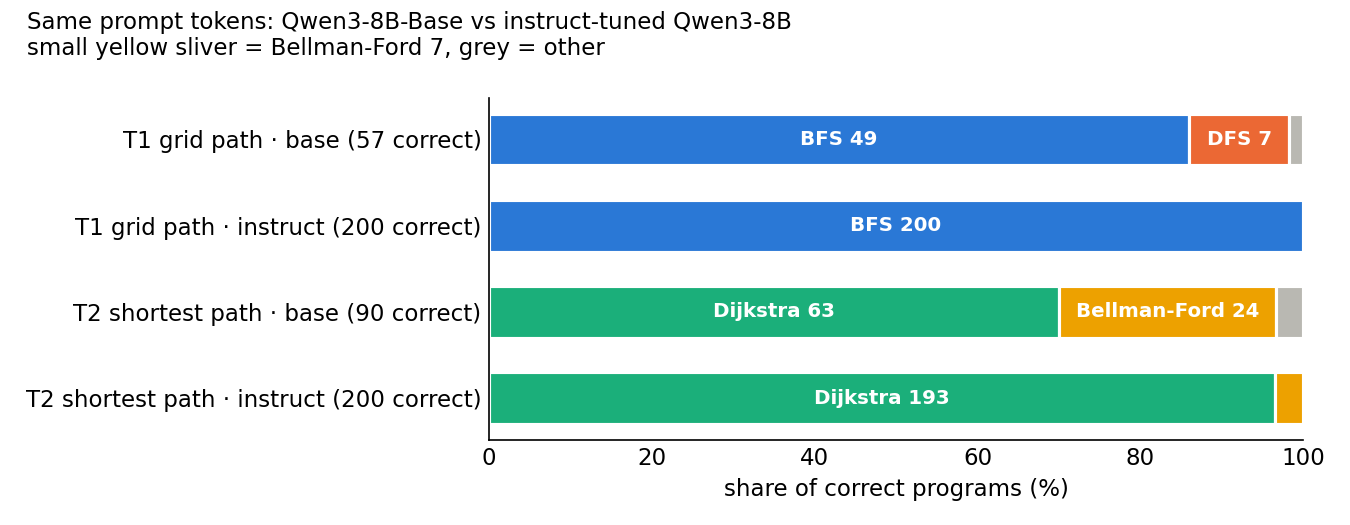 Same prompt tokens: Qwen3-8B-Base vs instruct-tuned Qwen3-8B
small yellow sliver = Bellman-Ford 7, grey = other
T1 grid path · base (57 correct)
BFS 49
DFS 7
T1 grid path · instruct (200 correct)
BFS 200
T2 shortest path · base (90 correct)
Dijkstra 63
Bellman-Ford 24
T2 shortest path · instruct (200 correct)
Dijkstra 193
0 20 40 60 80 100
share of correct programs (%)